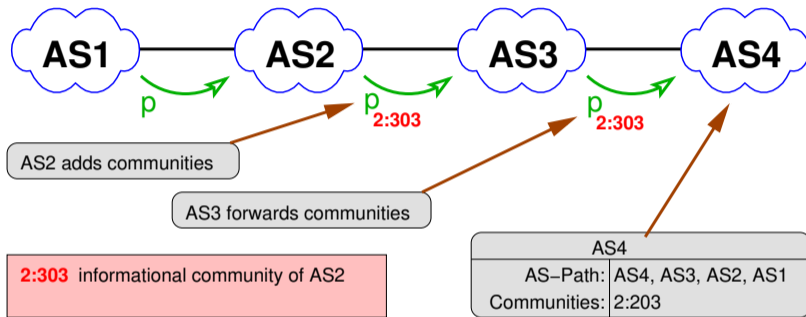 AS1 AS2 AS3 AS4
p p p
2:303 2:303
AS2 adds communities
AS3 forwards communities
AS4
2:303 informational community of AS2
AS−Path: AS4, AS3, AS2, AS1
Communities: 2:203